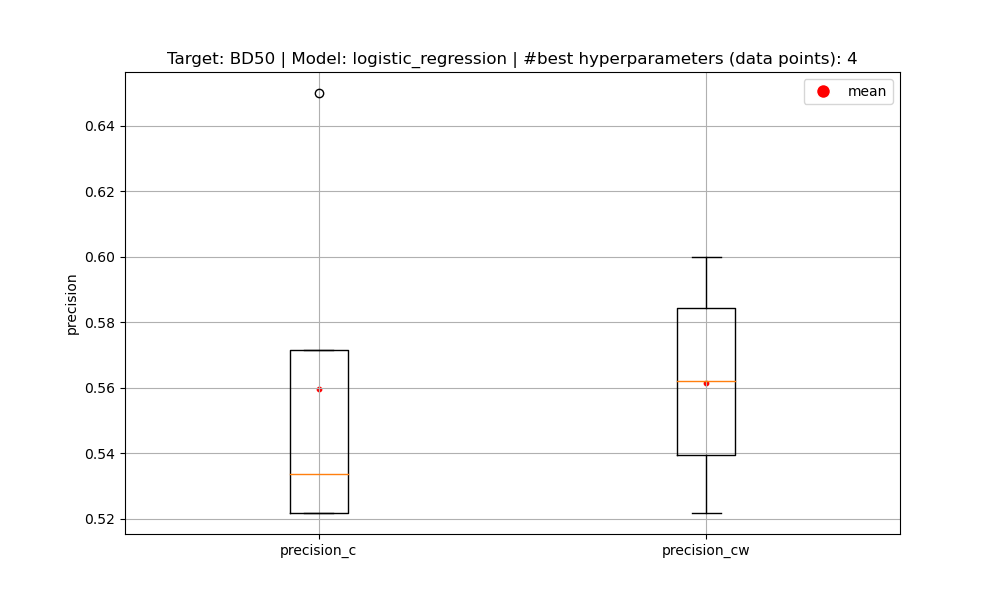 Target: BD50 | Model: logistic_regression | #best hyperparameters (data points): 4
mean
0.64
0.62
0.60
0.58
0.56
0.54
0.52
precision
precision_c
precision_cw